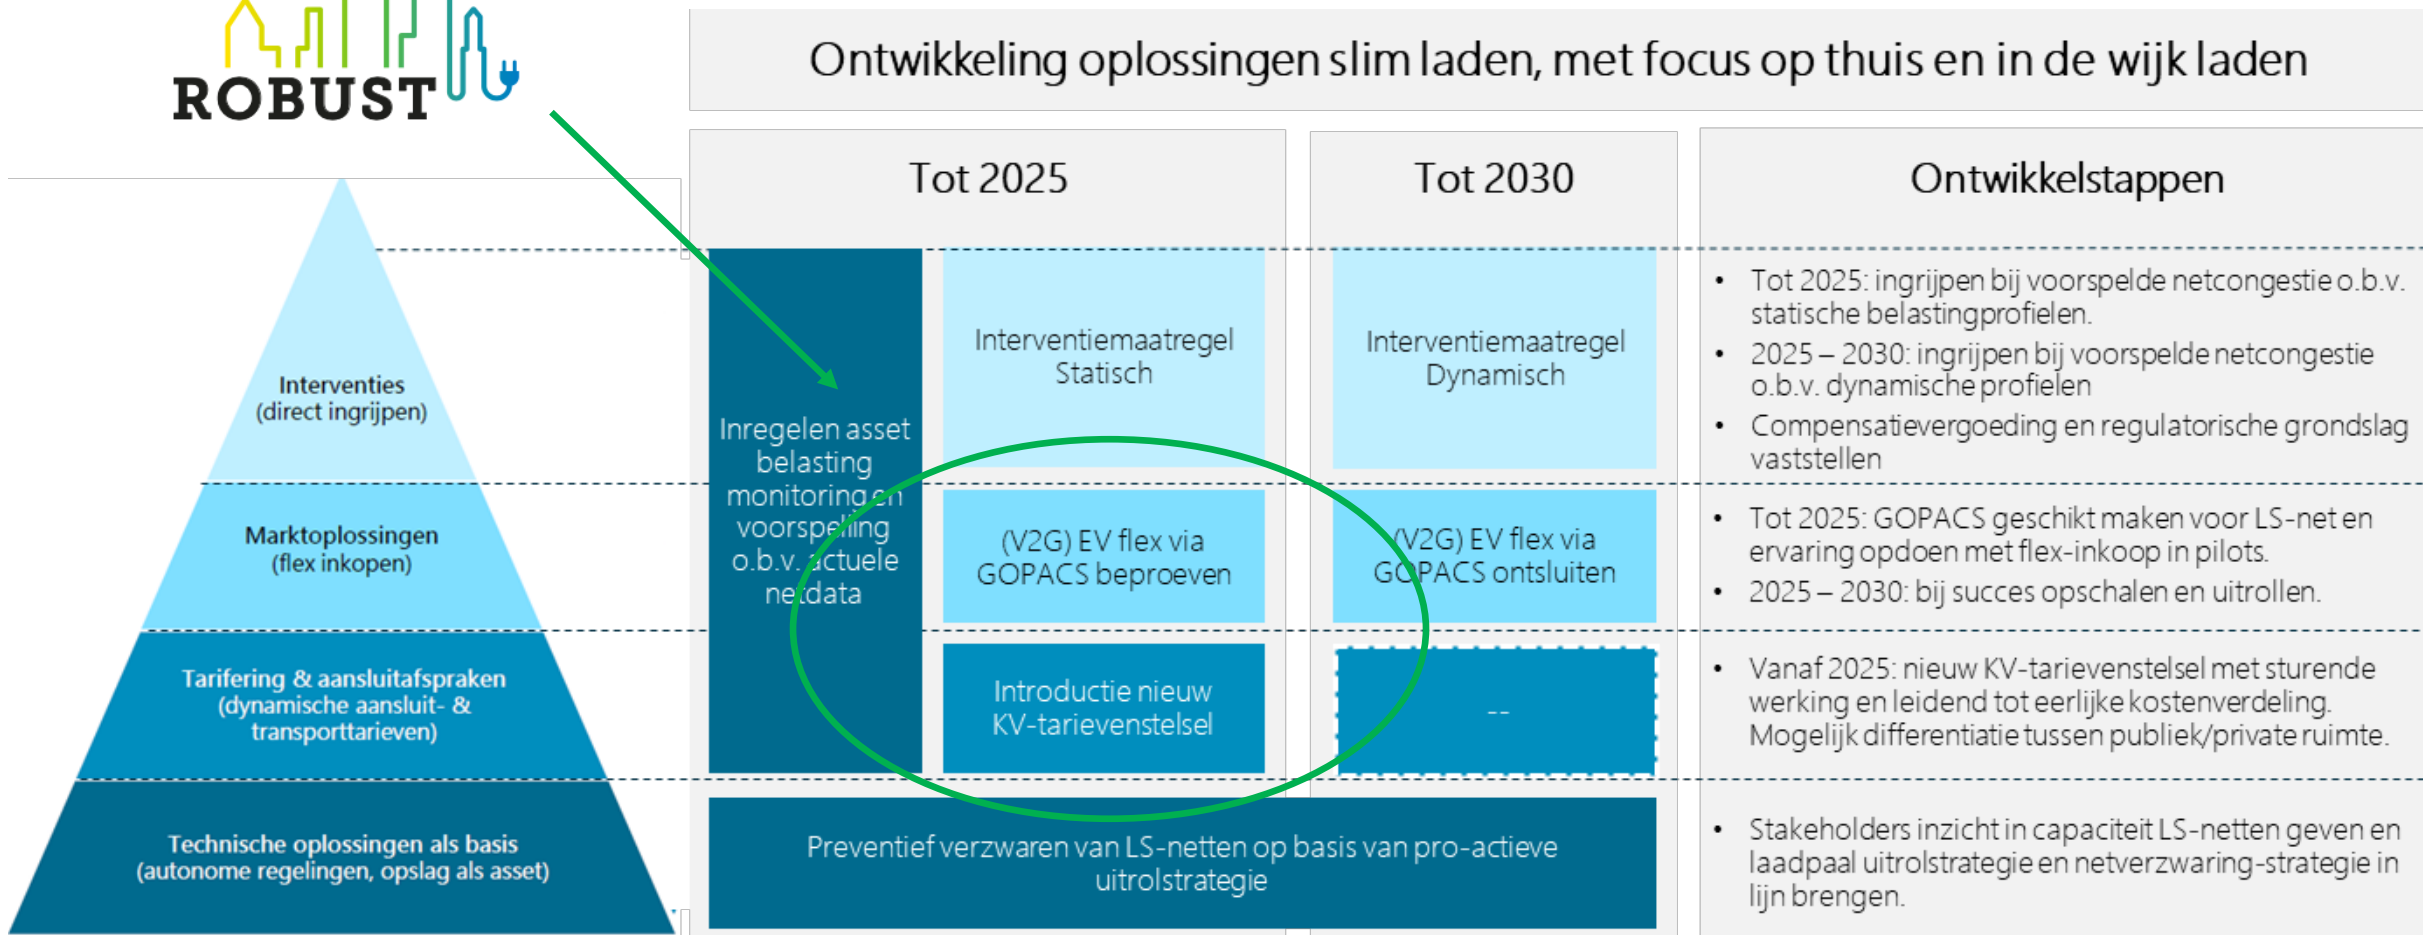 ROBUST
Ontwikkeling oplossingen slim laden, met focus op thuis en in de wijk laden
Tot 2025
Tot 2030
Ontwikkelstappen
Interventies
(direct ingrijpen)
Marktoplossingen
(flex inkopen)
Tarifering & aansluitafspraken
(dynamische aansluit- &
transporttarieven)
Technische oplossingen als basis
(autonome regelingen, opslag als asset)
Inregelen asset
belasting
monitoring en
voorspelling
o.b.v. actuele
netdata
Interventiemaatregel
Statisch
(V2G) EV flex via
GOPACS beproeven
Introductie nieuw
KV-tarievenstelsel
Interventiemaatregel
Dynamisch
(V2G) EV flex via
GOPACS ontsluiten
--
Preventief verzwaren van LS-netten op basis van pro-actieve
uitrolstrategie
• Tot 2025: ingrijpen bij voorspelde netcongestie o.b.v.
statische belastingprofielen.
• 2025 – 2030: ingrijpen bij voorspelde netcongestie
o.b.v. dynamische profielen
• Compensatievergoeding en regulatorische grondslag
vaststellen
• Tot 2025: GOPACS geschikt maken voor LS-net en
ervaring opdoen met flex-inkoop in pilots.
• 2025 – 2030: bij succes opschalen en uitrollen.
• Vanaf 2025: nieuw KV-tarievenstelsel met sturende
werking en leidend tot eerlijke kostenverdeling.
Mogelijk differentiatie tussen publiek/private ruimte.
• Stakeholders inzicht in capaciteit LS-netten geven en
laadpaal uitrolstrategie en netverzwaring-strategie in
lijn brengen.